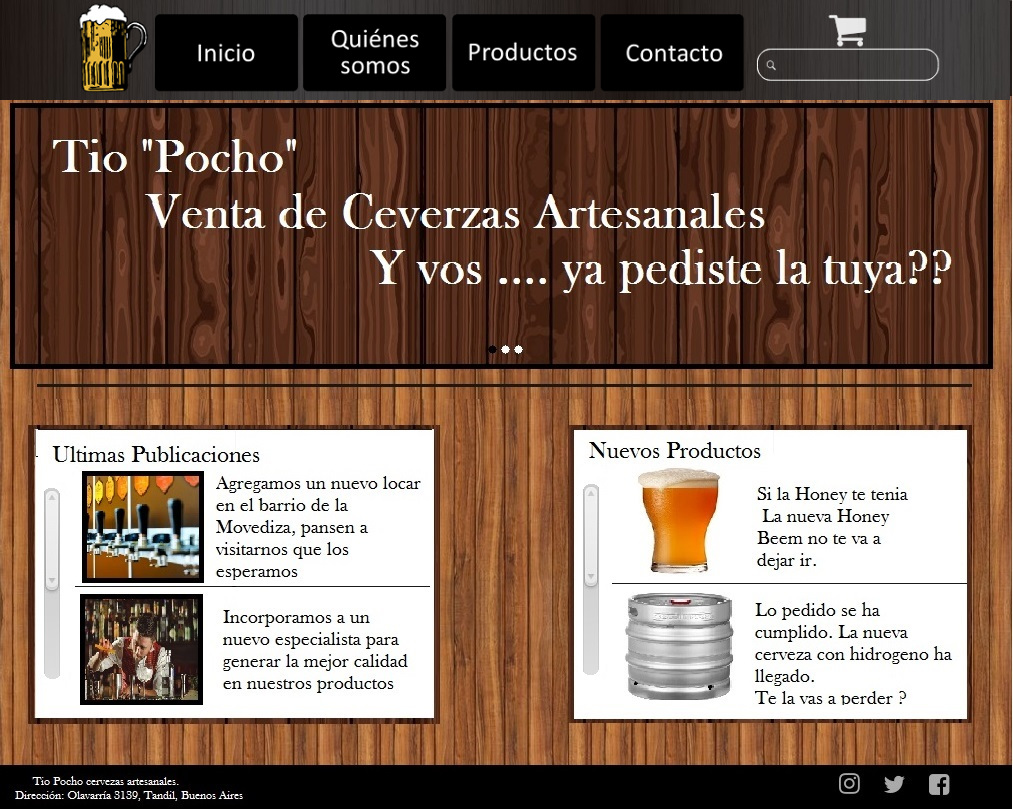 Inicio
Quiénes
somos
Productos
Contacto
Tio "Pocho"
Venta de Ceverzas Artesanales
Y vos .... ya pediste la tuya??
Ultimas Publicaciones
Agregamos un nuevo locar
en el barrio de la
Movediza, pansen a
visitarnos que los
esperamos
Incorporamos a un
nuevo especialista para
generar la mejor calidad
en nuestros productos
Nuevos Productos
Si la Honey te tenia
La nueva Honey
Beem no te va a
dejar ir.
Lo pedido se ha
cumplido. La nueva
cerveza con hidrogeno ha
llegado.
Te la vas a perder ?
Tio Pocho cervezas artesanales.
Dirección: Olavarría 3139, Tandil, Buenos Aires